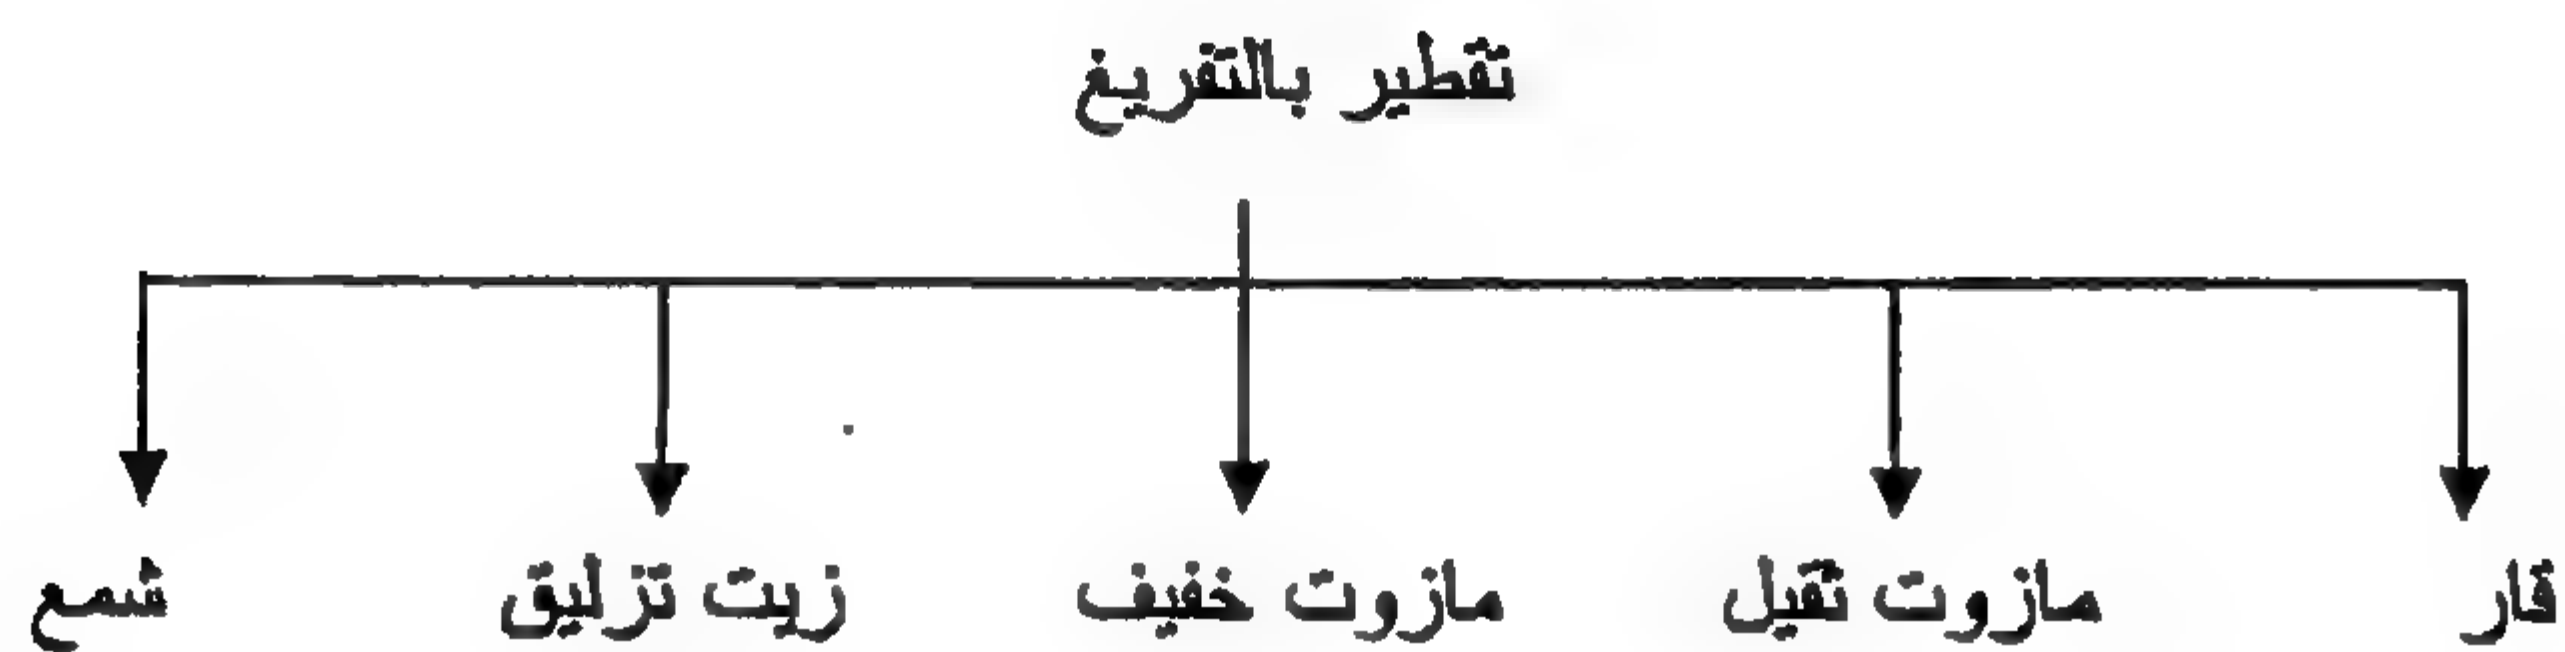 تقطير بالتفريغ
قار مازوت ثقيل مازوت خفيف زيت تزليق شمع